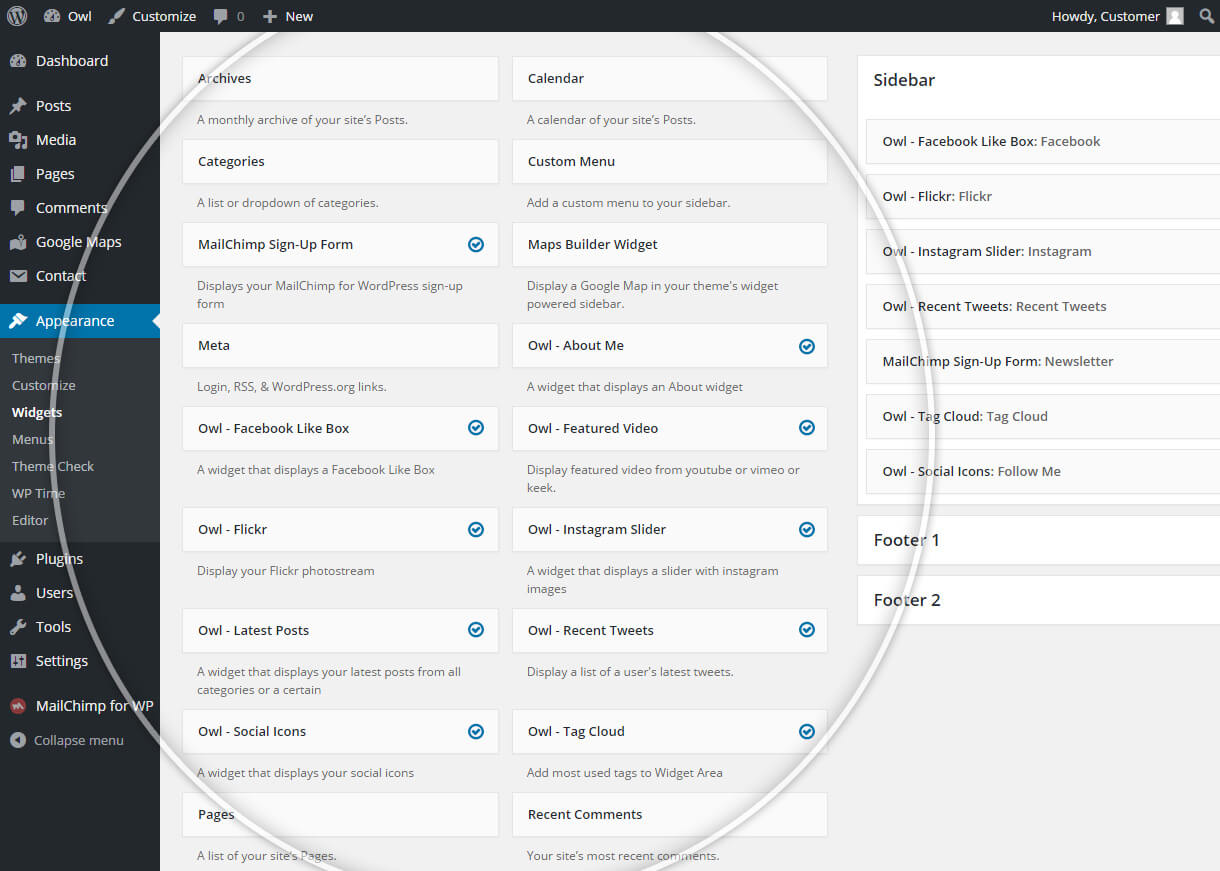 Owl
Customize
0
New
Howdy, Customer
Dashboard
Posts
Media
Pages
Comments
Google Maps
Contact
Appearance
Themes
Customize
Widgets
Menus
Theme Check
WP Time
Editor
Plugins
Users
Tools
Settings
MailChimp for WP
Collapse menu
Archives
A monthly archive of your site’s Posts.
Calendar
A calendar of your site’s Posts.
Categories
A list or dropdown of categories.
Custom Menu
Add a custom menu to your sidebar.
MailChimp Sign-Up Form
Displays your MailChimp for WordPress sign-up
form
Maps Builder Widget
Display a Google Map in your theme's widget
powered sidebar.
Meta
Login, RSS, & WordPress.org links.
Owl - About Me
A widget that displays an About widget
Owl - Facebook Like Box
A widget that displays a Facebook Like Box
Owl - Featured Video
Display featured video from youtube or vimeo or
keek.
Owl - Flickr
Display your Flickr photostream
Owl - Instagram Slider
A widget that displays a slider with instagram
images
Owl - Latest Posts
A widget that displays your latest posts from all
categories or a certain
Owl - Recent Tweets
Display a list of a user's latest tweets.
Owl - Social Icons
A widget that displays your social icons
Owl - Tag Cloud
Add most used tags to Widget Area
Pages
A list of your site’s Pages.
Recent Comments
Your site’s most recent comments.
Sidebar
Owl - Facebook Like Box: Facebook
Owl - Flickr: Flickr
Owl - Instagram Slider: Instagram
Owl - Recent Tweets: Recent Tweets
MailChimp Sign-Up Form: Newsletter
Owl - Tag Cloud: Tag Cloud
Owl - Social Icons: Follow Me
Footer 1
Footer 2